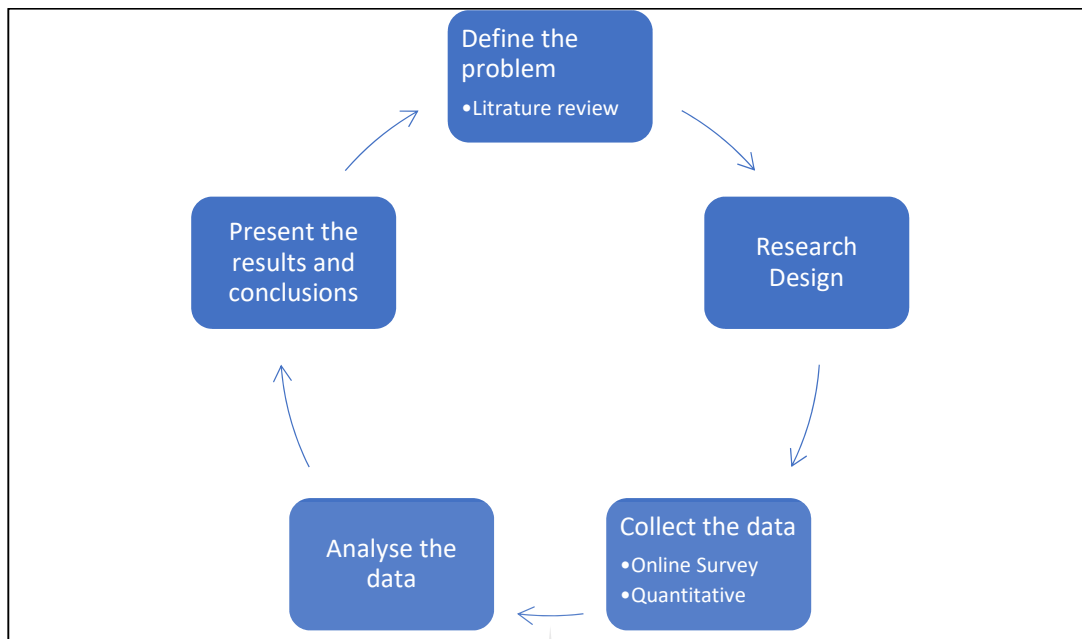 Define the
problem
•Litrature review
Research
Design
Collect the data
•Online Survey
•Quantitative
Analyse the
data
Present the
results and
conclusions